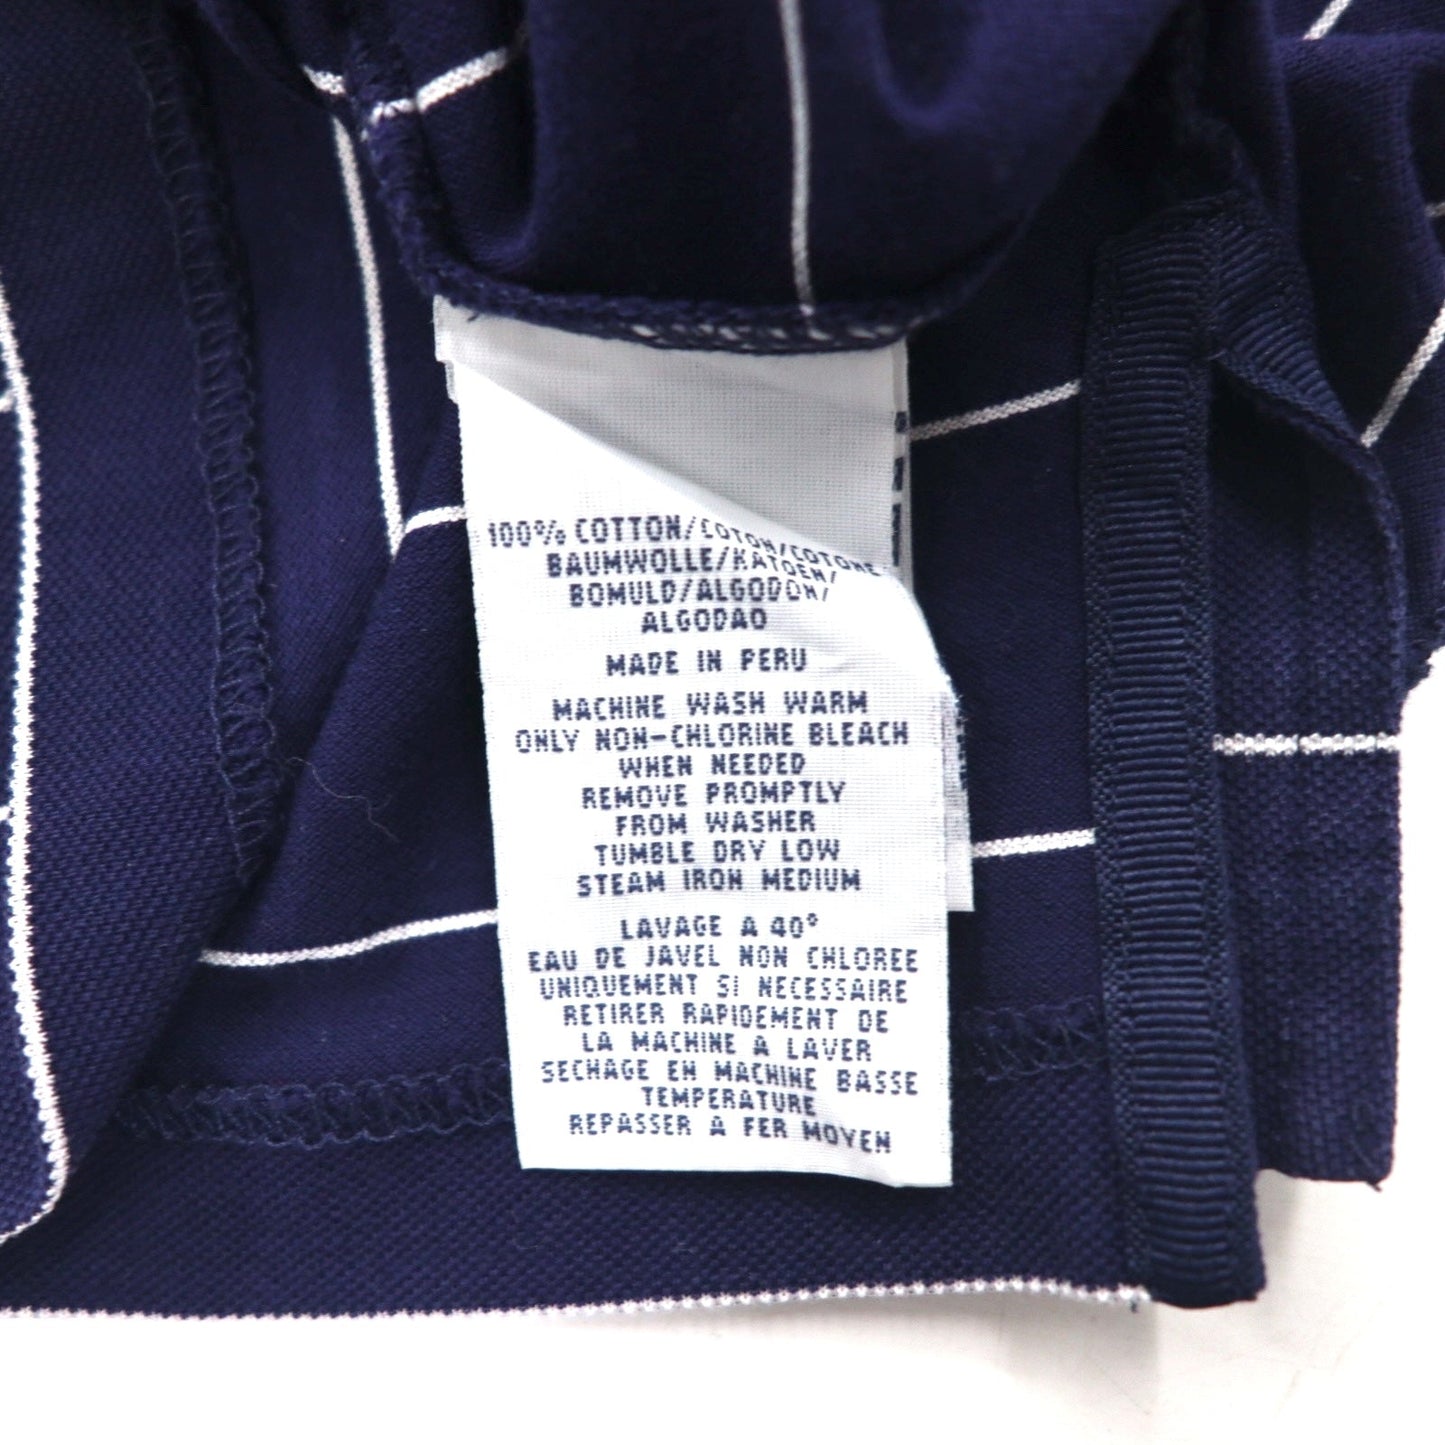 100% COTTON/COTON/COTONE
BAUMWOLLE/KATOEN/
BOMULD/ALGODON/
ALGODAO
MADE IN PERU
MACHINE WASH WARM
ONLY NON-CHLORINE BLEACH
WHEN NEEDED
REMOVE PROMPTLY
FROM WASHER
TUMBLE DRY LOW
STEAM IRON MEDIUM
LAVAGE A 40°
EAU DE JAVEL NON CHLOREE
UNIQUEMENT SI NECESSAIRE
RETIRER RAPIDEMENT DE
LA MACHINE A LAVER
SECHAGE EN MACHINE BASSE
TEMPERATURE
REPASSER A FER MOYEN